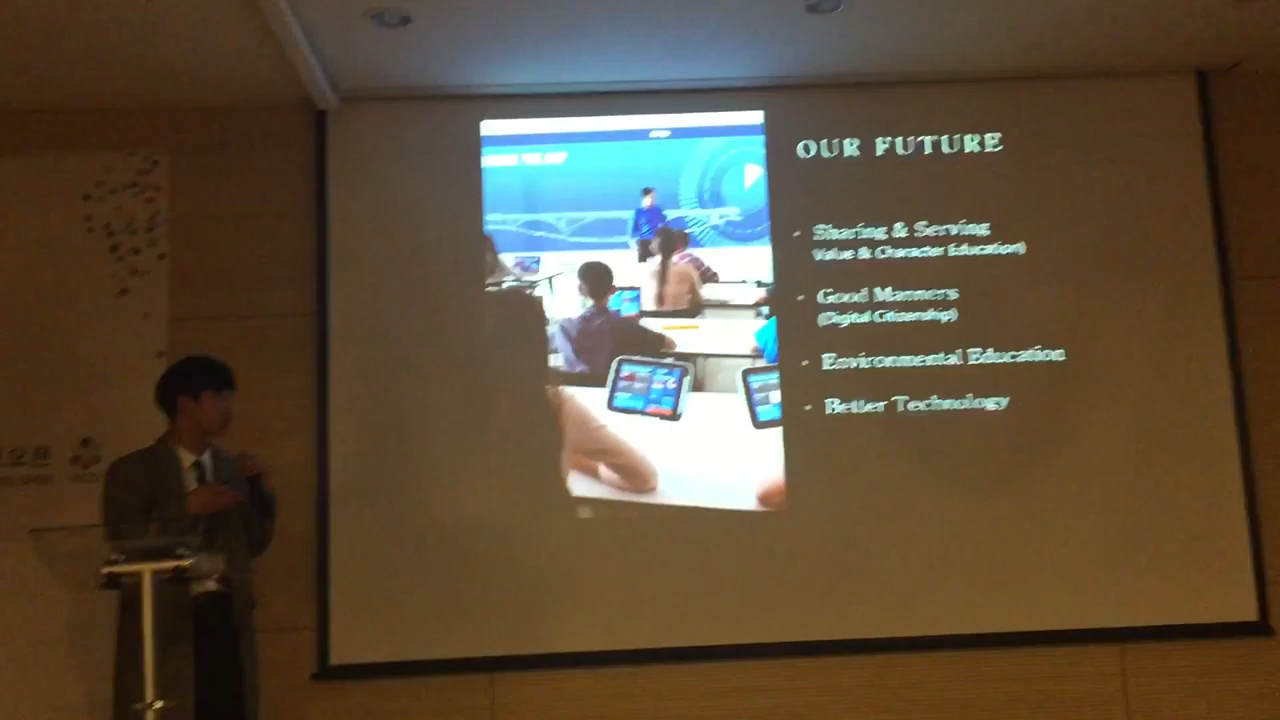 OUR FUTURE
- Sharing & Serving
Value & Character Education)
- Good Manners
(Digital Citizenship)
- Environmental Education
- Better Technology